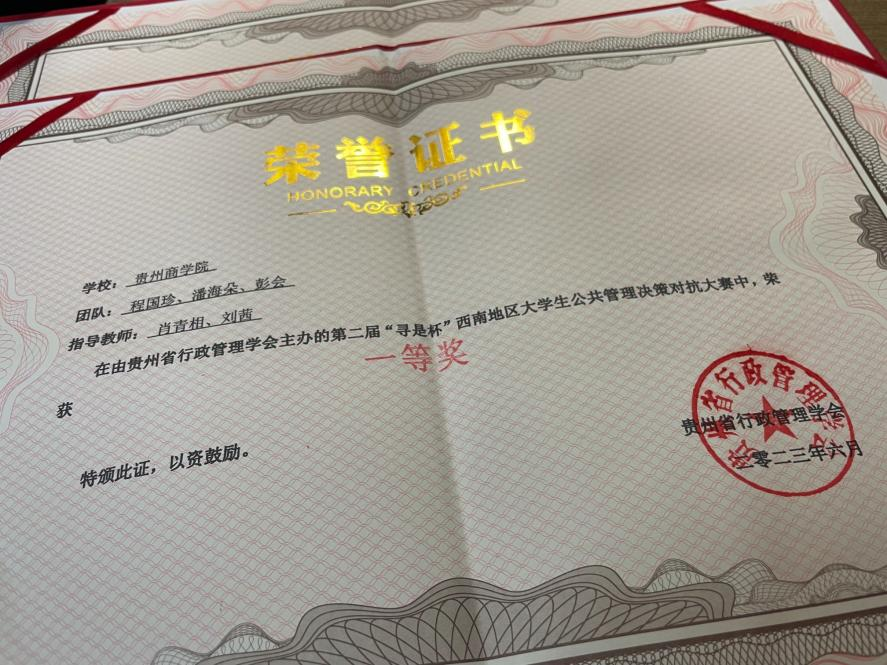 荣誉证书
HONORARY CREDENTIAL
学校：贵州商学院
团队：程国珍、潘海朵、彭会
指导教师：肖青相、刘茜
在由贵州省行政管理学会主办的第二届“寻是杯”西南地区大学生公共管理决策对抗大赛中，荣
获
一等奖
特颁此证，以资鼓励。
贵州省行政管理学会
二零二三年六月
贵州省行政管理学会